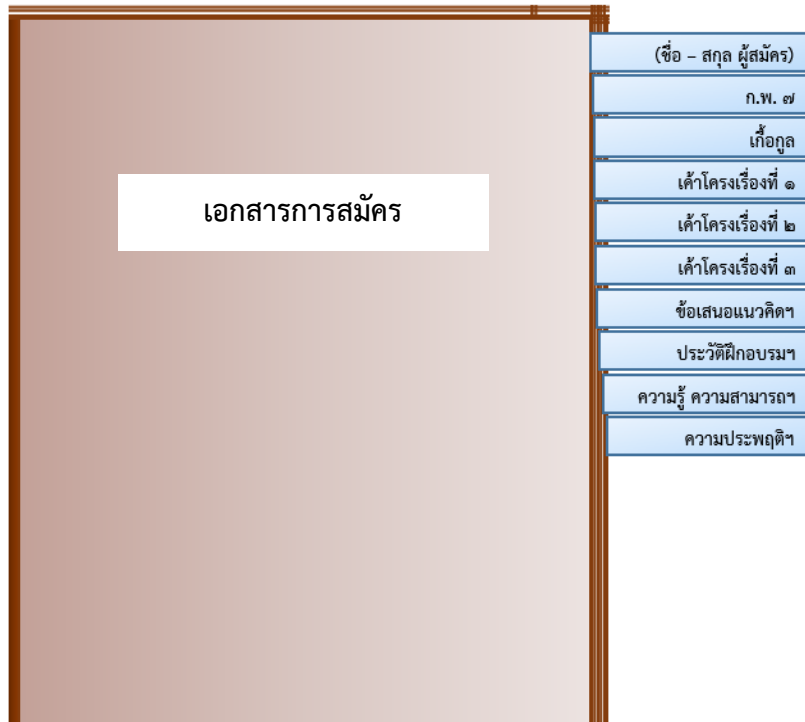 เอกสารการสมัคร
(ชื่อ – สกุล ผู้สมัคร)
ก.พ. ๗
เกื้อกูล
เค้าโครงเรื่องที่ ๑
เค้าโครงเรื่องที่ ๒
เค้าโครงเรื่องที่ ๓
ข้อเสนอแนวคิดฯ
ประวัติฝึกอบรมฯ
ความรู้ ความสามารถฯ
ความประพฤติฯ